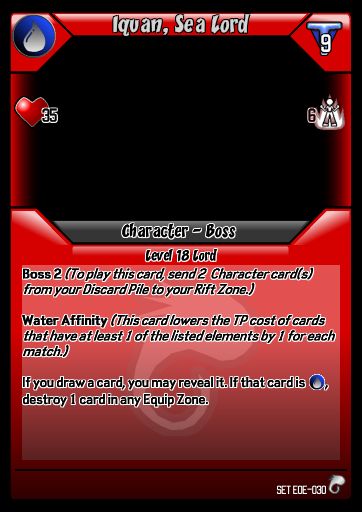 Iquan, Sea Lord
9
35
6
Character - Boss
Level 18 Lord
Boss 2 (To play this card, send 2 Character card(s)
from your Discard Pile to your Rift Zone.)
Water Affinity (This card lowers the TP cost of cards
that have at least 1 of the listed elements by 1 for each
match.)
If you draw a card, you may reveal it. If that card is ,
destroy 1 card in any Equip Zone.
SET EOE-030